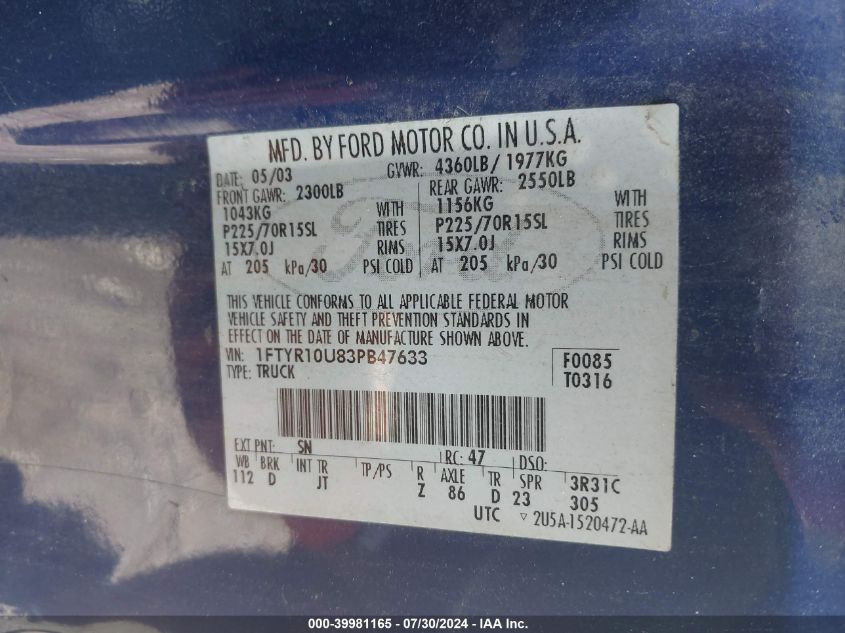 MFD. BY FORD MOTOR CO. IN U.S.A.
DATE: 05/03 GVWR: 4360LB/ 1977KG
FRONT GAWR: 2300LB REAR GAWR: 2550LB
1043KG WITH 1156KG WITH
P225/70R15SL TIRES P225/70R15SL TIRES
15X7.0J RIMS 15X7.0J RIMS
AT 205 kPa/30 PSI COLD AT 205 kPa/30 PSI COLD
Ford
THIS VEHICLE CONFORMS TO ALL APPLICABLE FEDERAL MOTOR
VEHICLE SAFETY AND THEFT PREVENTION STANDARDS IN
EFFECT ON THE DATE OF MANUFACTURE SHOWN ABOVE.
VIN: 1FTYR10U83PB47633 F0085
TYPE: TRUCK T0316
EXT PNT: SN RC: 47 DSO:
WB BRK INT TR TP/PS R AXLE TR SPR 3R31C
112 D JT Z 86 D 23 305
UTC ▽ 2U5A-1520472-AA
000-39981165 - 07/30/2024 - IAA Inc.